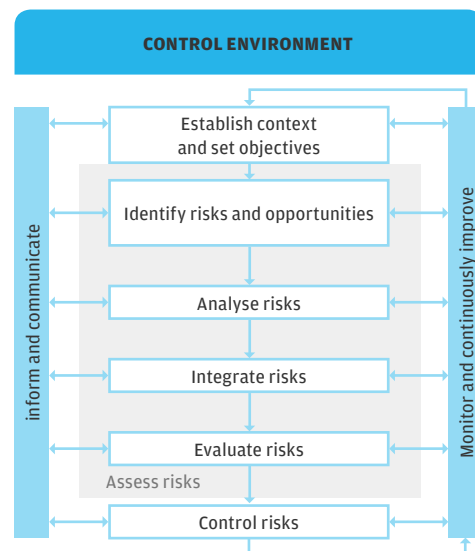 CONTROL ENVIRONMENT
Establish context
and set objectives
Identify risks and opportunities
Analyse risks
Integrate risks
Evaluate risks
Assess risks
Control risks
inform and communicate
Monitor and continuously improve